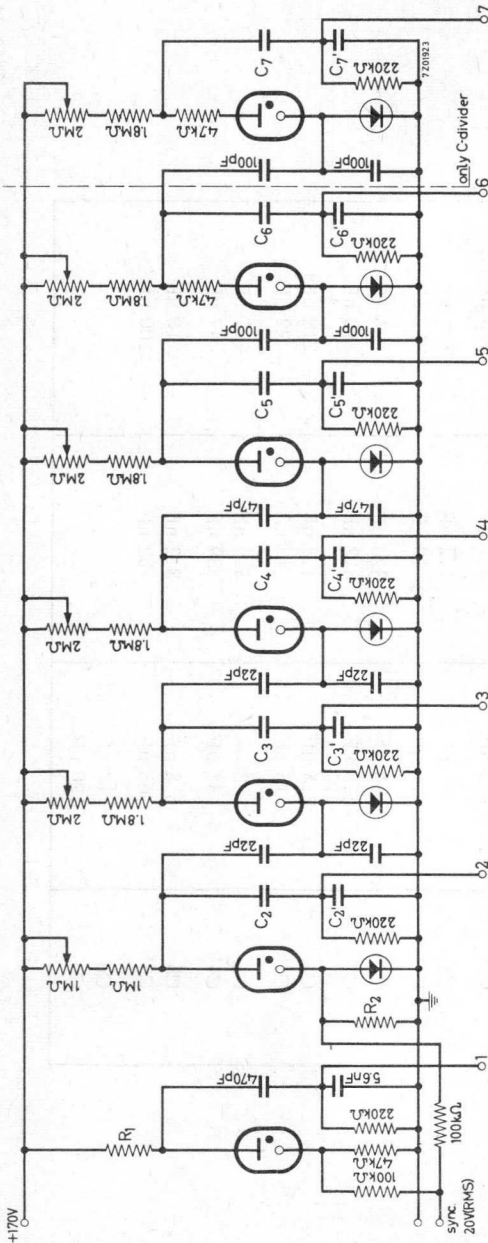 +170V
R1
470pF
5.6nF
220kΩ
47kΩ
100kΩ
sync.
20V(RMS)
100kΩ
1
1MΩ
1MΩ
C2
C2'
220kΩ
R2
2
2MΩ
1.8MΩ
22pF
C3
C3'
220kΩ
22pF
3
2MΩ
1.8MΩ
22pF
C4
C4'
220kΩ
22pF
4
2MΩ
1.8MΩ
47pF
C5
C5'
220kΩ
47pF
5
2MΩ
1.8MΩ
47kΩ
100pF
C6
C6'
220kΩ
100pF
6
2MΩ
1.8MΩ
47kΩ
100pF
C7
C7'
220kΩ
100pF
7
7Z01923
only C-divider